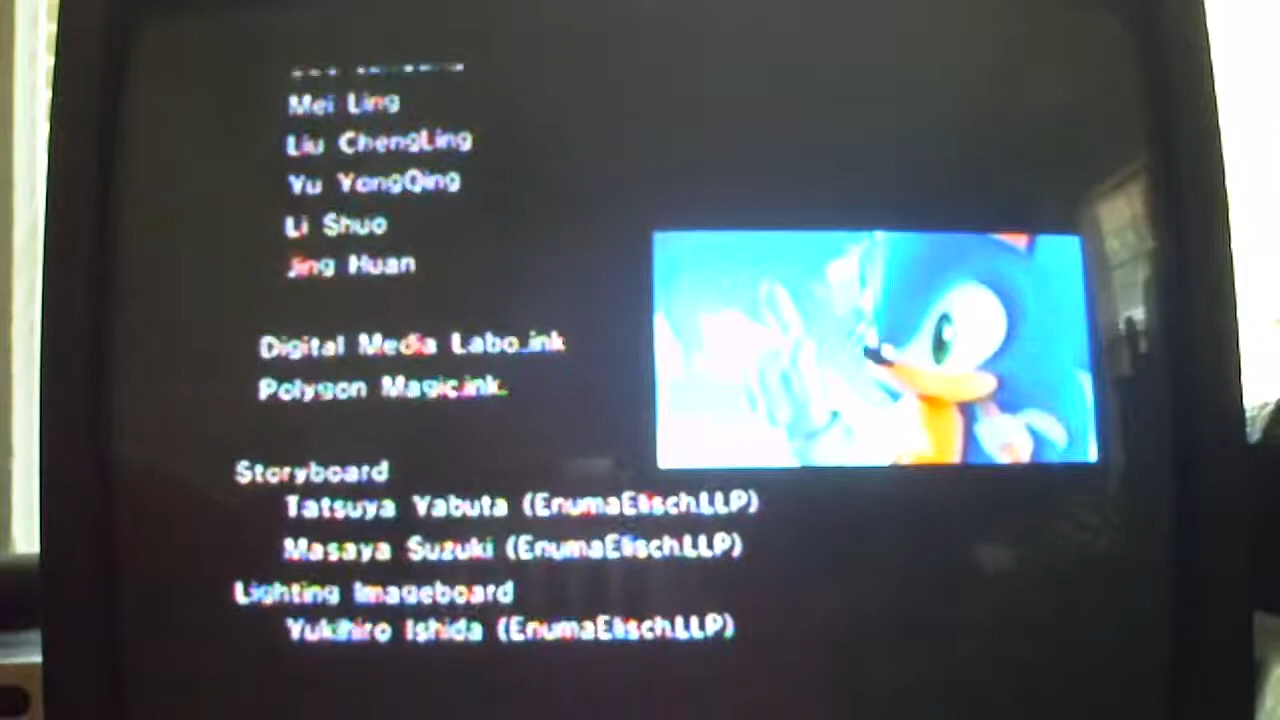 Mei Ling
Liu ChengLing
Yu YongQing
Li Shuo
Jing Huan
Digital Media Labo.ink
Polygon Magic.ink.
Storyboard
Tatsuya Yabuta (EnumaElisch.LLP)
Masaya Suzuki (EnumaElisch.LLP)
Lighting Imageboard
Yukihiro Ishida (EnumaElisch.LLP)